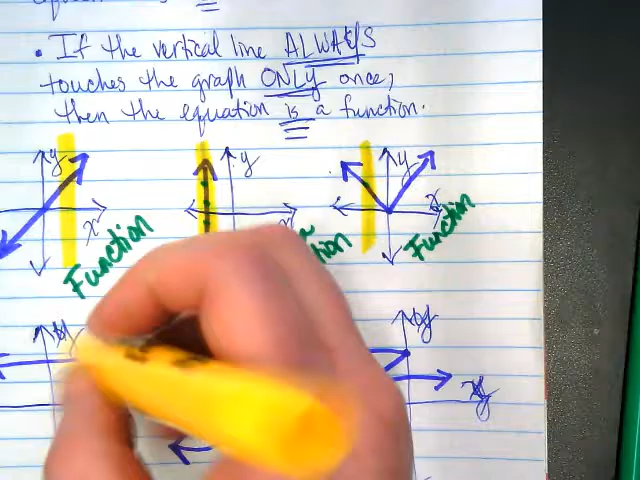 • If the vertical line ALWAYS
touches the graph ONLY once,
then the equation is a function.
y y y
x x x
Function Function
y y
x